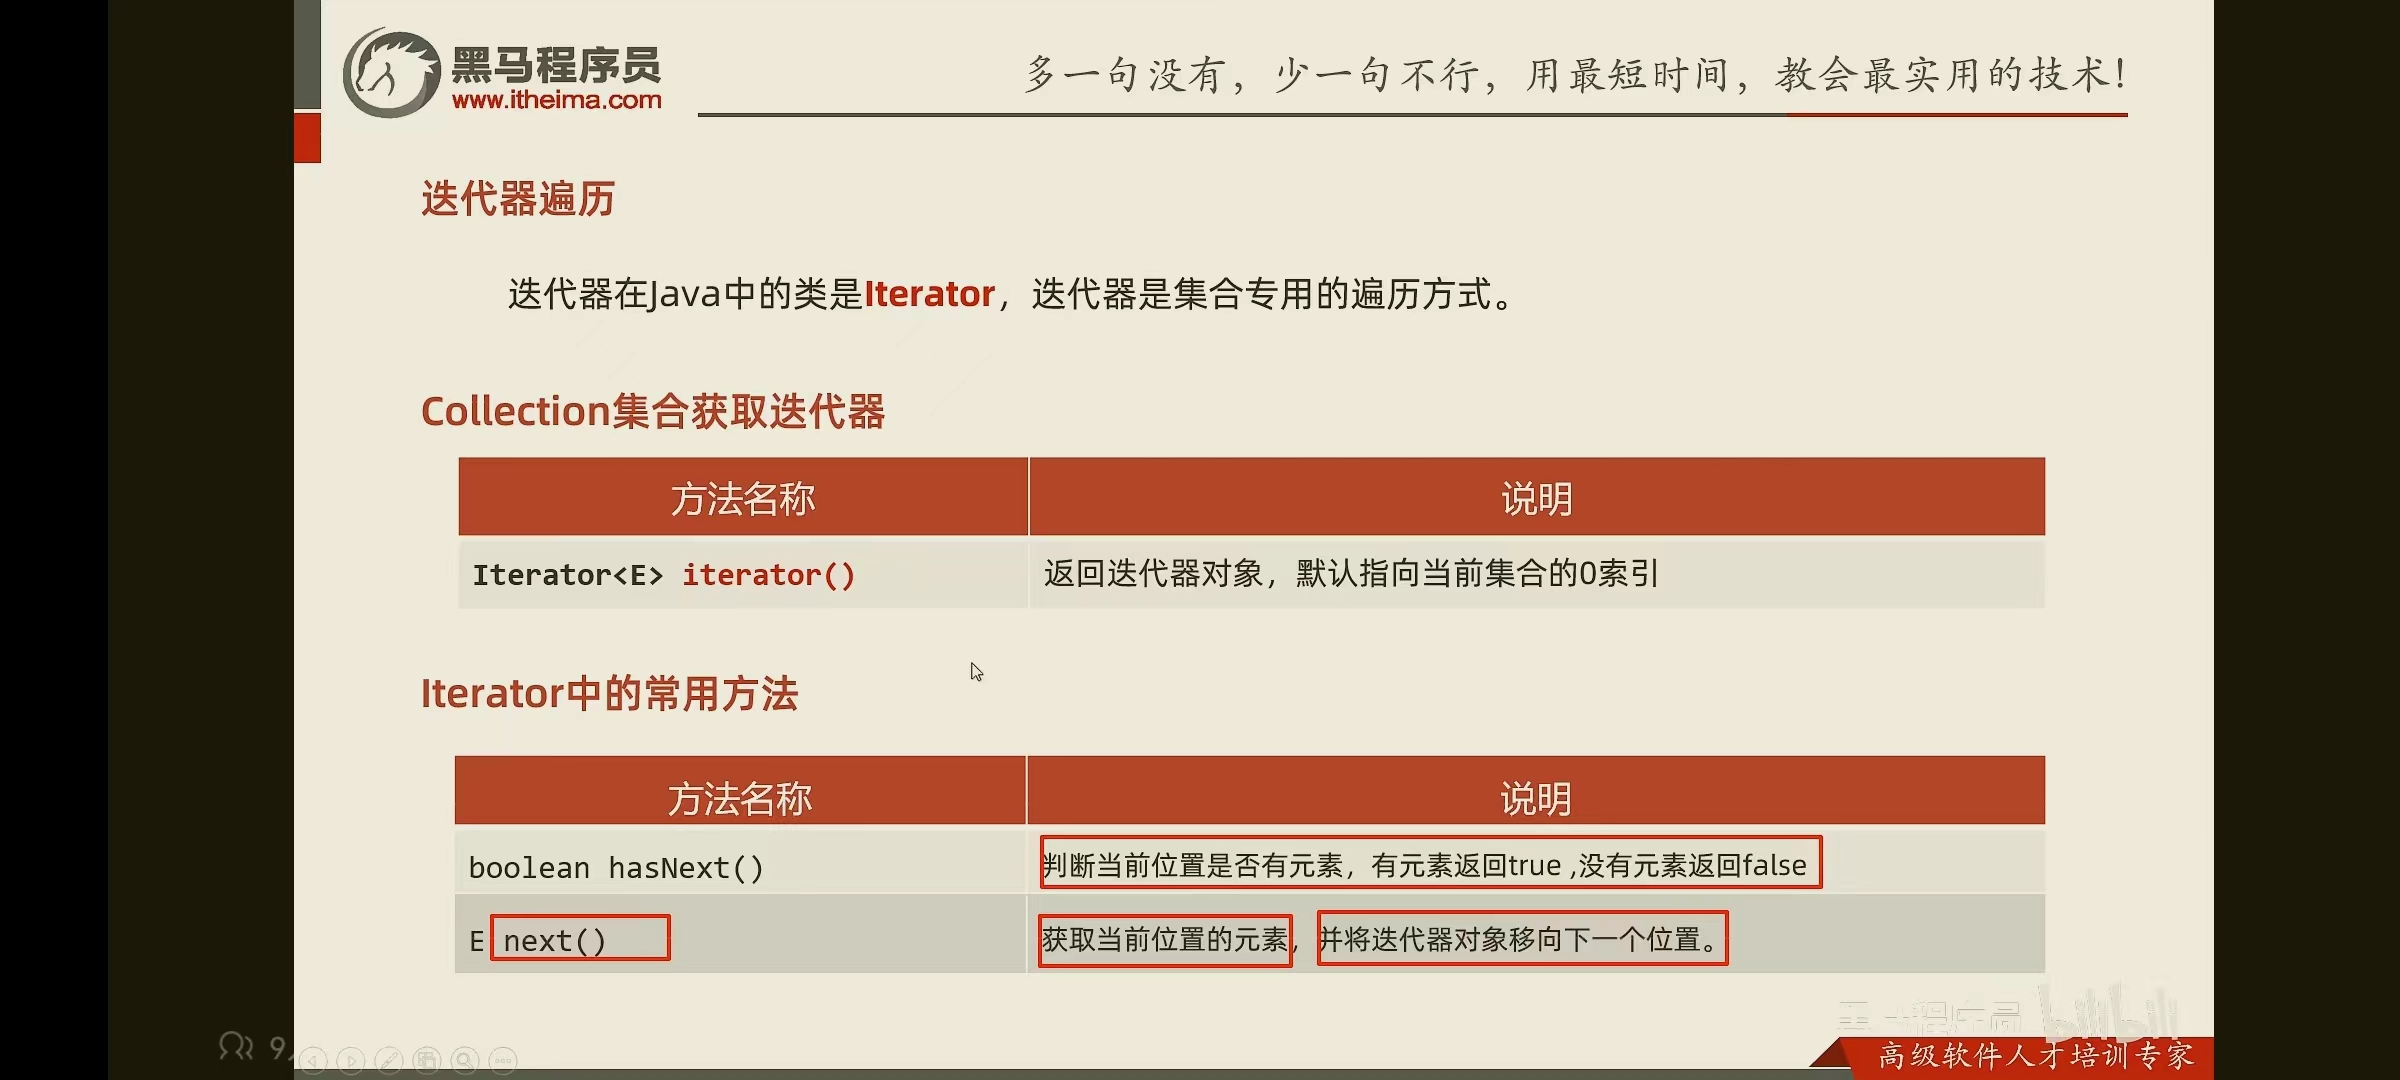 黑马程序员
www.itheima.com
多一句没有，少一句不行，用最短时间，教会最实用的技术！
迭代器遍历
迭代器在Java中的类是Iterator，迭代器是集合专用的遍历方式。
Collection集合获取迭代器
方法名称 说明
Iterator<E> iterator() 返回迭代器对象，默认指向当前集合的0索引
Iterator中的常用方法
方法名称 说明
boolean hasNext() 判断当前位置是否有元素，有元素返回true ,没有元素返回false
E next() 获取当前位置的元素，并将迭代器对象移向下一个位置。
bilibili
高级软件人才培训专家